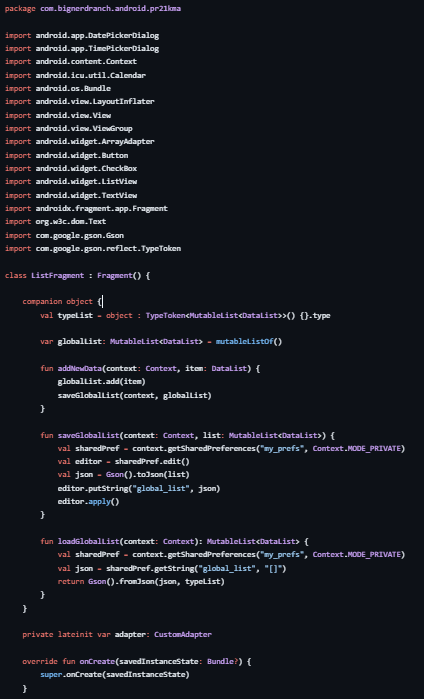 package com.bignerdranch.android.pr21kma
import android.app.DatePickerDialog
import android.app.TimePickerDialog
import android.content.Context
import android.icu.util.Calendar
import android.os.Bundle
import android.view.LayoutInflater
import android.view.View
import android.view.ViewGroup
import android.widget.ArrayAdapter
import android.widget.Button
import android.widget.CheckBox
import android.widget.ListView
import android.widget.TextView
import androidx.fragment.app.Fragment
import org.w3c.dom.Text
import com.google.gson.Gson
import com.google.gson.reflect.TypeToken
class ListFragment : Fragment() {
companion object {
val typeList = object : TypeToken<MutableList<DataList>>() {}.type
var globalList: MutableList<DataList> = mutableListOf()
fun addNewData(context: Context, item: DataList) {
globalList.add(item)
saveGlobalList(context, globalList)
}
fun saveGlobalList(context: Context, list: MutableList<DataList>) {
val sharedPref = context.getSharedPreferences("my_prefs", Context.MODE_PRIVATE)
val editor = sharedPref.edit()
val json = Gson().toJson(list)
editor.putString("global_list", json)
editor.apply()
}
fun loadGlobalList(context: Context): MutableList<DataList> {
val sharedPref = context.getSharedPreferences("my_prefs", Context.MODE_PRIVATE)
val json = sharedPref.getString("global_list", "[]")
return Gson().fromJson(json, typeList)
}
}
private lateinit var adapter: CustomAdapter
override fun onCreate(savedInstanceState: Bundle?) {
super.onCreate(savedInstanceState)
}